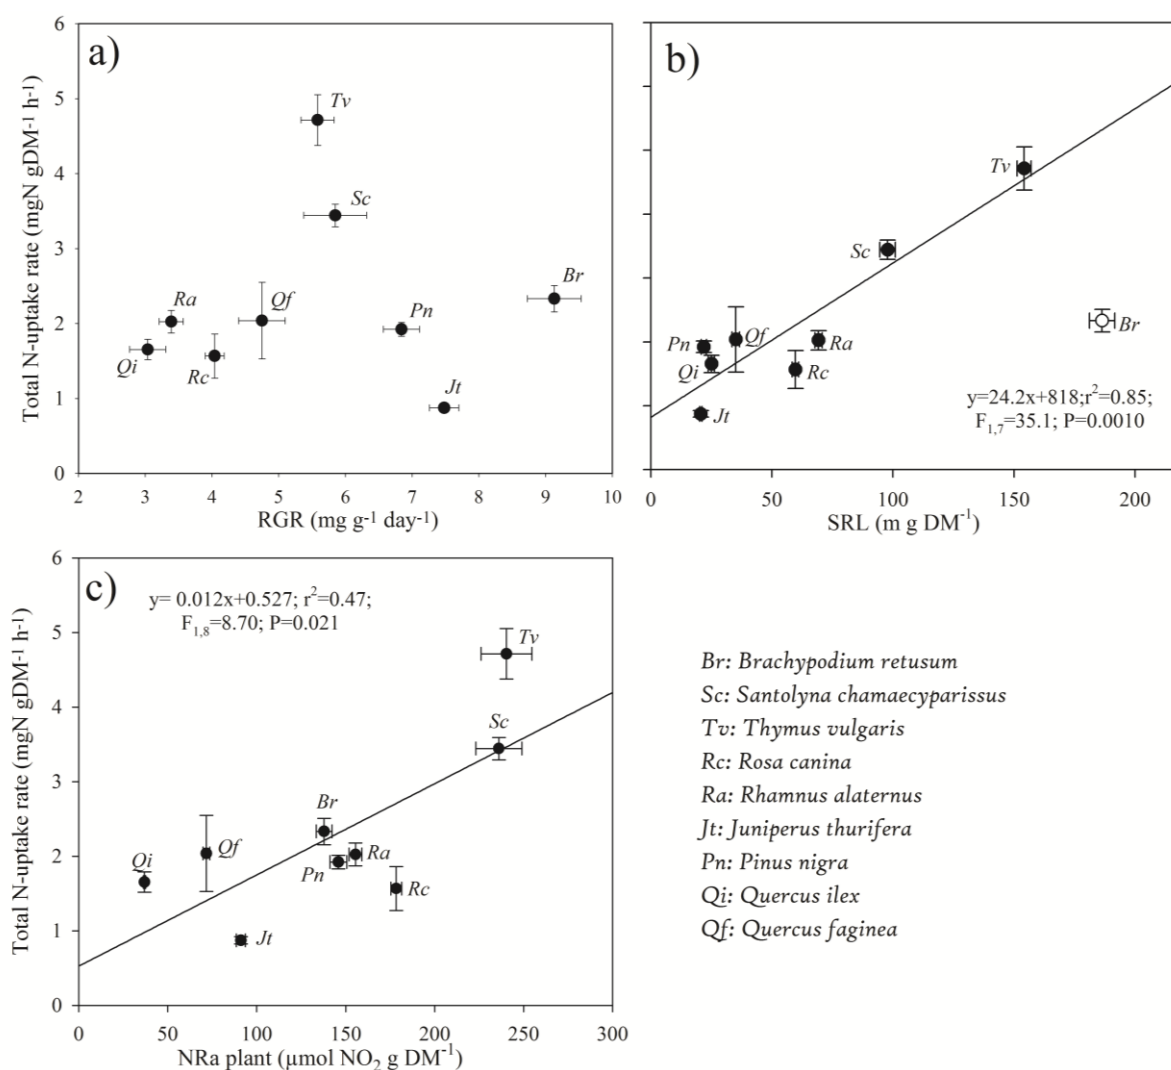 a)
Total N-uptake rate (mgN gDM⁻¹ h⁻¹)
6
5
4
3
2
1
0
Tv
Sc
Br
Ra
Qf
Pn
Qi
Rc
Jt
2 3 4 5 6 7 8 9 10
RGR (mg g⁻¹ day⁻¹)
b)
Tv
Sc
Br
Pn
Qf
Ra
Qi
Rc
Jt
y=24.2x+818;r²=0.85;
F₁,₇=35.1; P=0.0010
0 50 100 150 200
SRL (m g DM⁻¹)
c)
y= 0.012x+0.527; r²=0.47;
F₁,₈=8.70; P=0.021
Total N-uptake rate (mgN gDM⁻¹ h⁻¹)
6
5
4
3
2
1
0
Tv
Sc
Br
Qi
Qf
Pn
Ra
Rc
Jt
0 50 100 150 200 250 300
NRa plant (µmol NO₂ g DM⁻¹)
Br: Brachypodium retusum
Sc: Santolyna chamaecyparissus
Tv: Thymus vulgaris
Rc: Rosa canina
Ra: Rhamnus alaternus
Jt: Juniperus thurifera
Pn: Pinus nigra
Qi: Quercus ilex
Qf: Quercus faginea